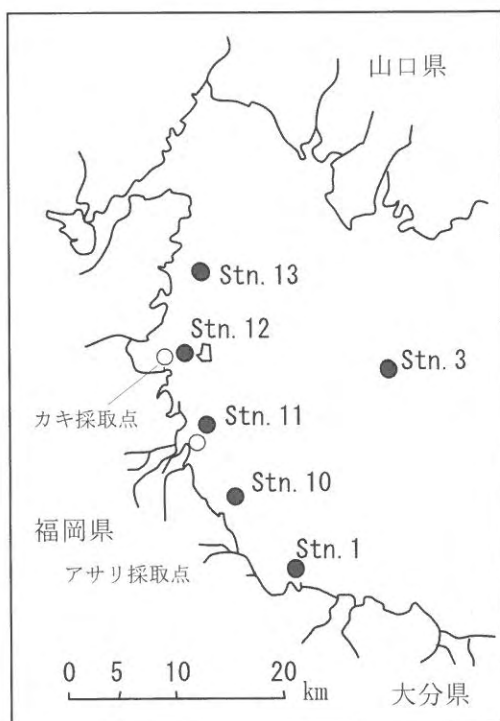 山口県
Stn. 13
Stn. 12
Stn. 3
カキ採取点
Stn. 11
Stn. 10
福岡県
アサリ採取点
Stn. 1
0 5 10 20
km
大分県